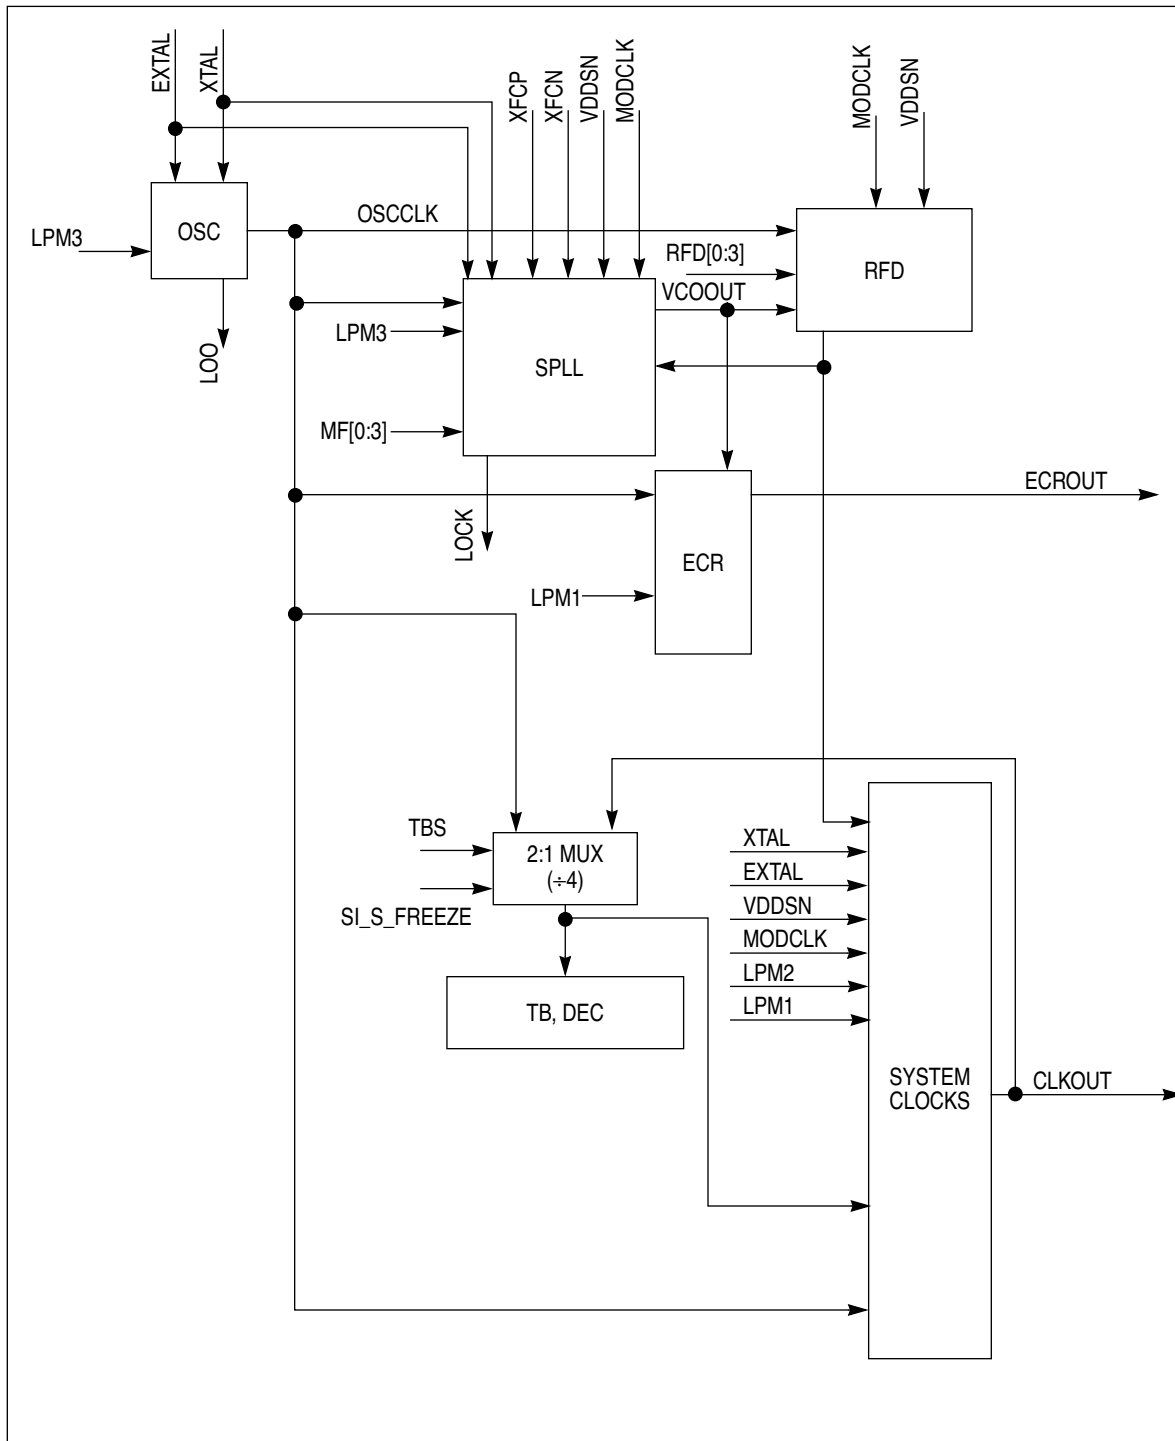 EXTAL
XTAL
XFCP
XFCN
VDDSN
MODCLK
MODCLK
VDDSN
LPM3
OSC
OSCCLK
RFD[0:3]
RFD
VCOOUT
LOO
LPM3
SPLL
MF[0:3]
LOCK
ECROUT
ECR
LPM1
TBS
2:1 MUX
(÷4)
SI_S_FREEZE
XTAL
EXTAL
VDDSN
MODCLK
LPM2
LPM1
TB, DEC
SYSTEM
CLOCKS
CLKOUT